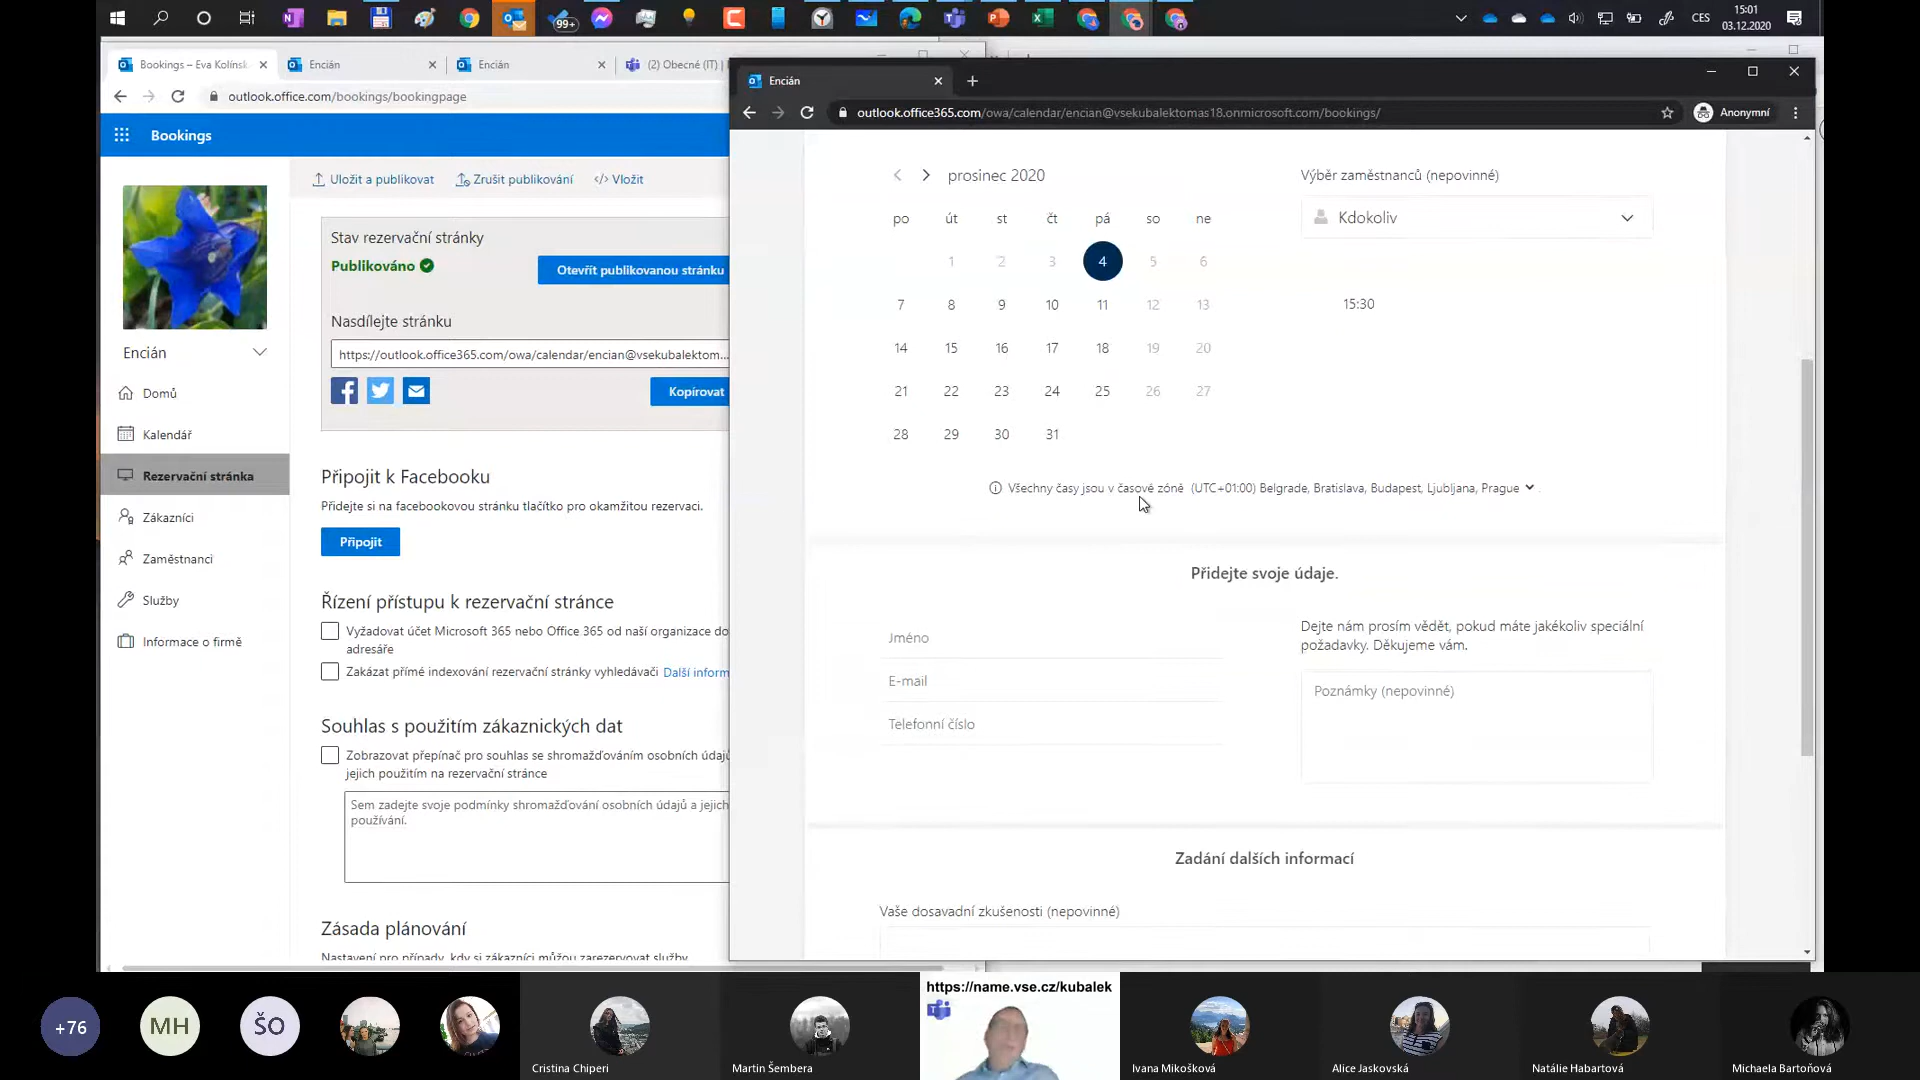 99+
CES
15:01
03.12.2020
Bookings – Eva Kolínsk
Encián
Encián
(2) Obecné (IT) |
outlook.office.com/bookings/bookingpage
Bookings
Encián
Domů
Kalendář
Rezervační stránka
Zákazníci
Zaměstnanci
Služby
Informace o firmě
Uložit a publikovat
Zrušit publikování
</> Vložit
Stav rezervační stránky
Publikováno
Otevřít publikovanou stránku
Nasdílejte stránku
https://outlook.office365.com/owa/calendar/encian@vsekubalektom...
Kopírovat
Připojit k Facebooku
Přidejte si na facebookovou stránku tlačítko pro okamžitou rezervaci.
Připojit
Řízení přístupu k rezervační stránce
Vyžadovat účet Microsoft 365 nebo Office 365 od naší organizace do
adresáře
Zakázat přímé indexování rezervační stránky vyhledávači Další inform
Souhlas s použitím zákaznických dat
Zobrazovat přepínač pro souhlas se shromažďováním osobních údajů
jejich použitím na rezervační stránce
Sem zadejte svoje podmínky shromažďování osobních údajů a jejich
používání.
Zásada plánování
Nastavení pro případy, kdy si zákazníci můžou zarezervovat služby
Encián
outlook.office365.com/owa/calendar/encian@vsekubalektomas18.onmicrosoft.com/bookings/
Anonymní
prosinec 2020
po út st čt pá so ne
1 2 3 4 5 6
7 8 9 10 11 12 13
14 15 16 17 18 19 20
21 22 23 24 25 26 27
28 29 30 31
Výběr zaměstnanců (nepovinné)
Kdokoliv
15:30
Všechny časy jsou v časové zóně (UTC+01:00) Belgrade, Bratislava, Budapest, Ljubljana, Prague
Přidejte svoje údaje.
Jméno
E-mail
Telefonní číslo
Dejte nám prosím vědět, pokud máte jakékoliv speciální
požadavky. Děkujeme vám.
Poznámky (nepovinné)
Zadání dalších informací
Vaše dosavadní zkušenosti (nepovinné)
+76
MH
ŠO
Cristina Chiperi
Martin Šembera
https://name.vse.cz/kubalek
Ivana Mikošková
Alice Jaskovská
Natálie Habartová
Michaela Bartoňová